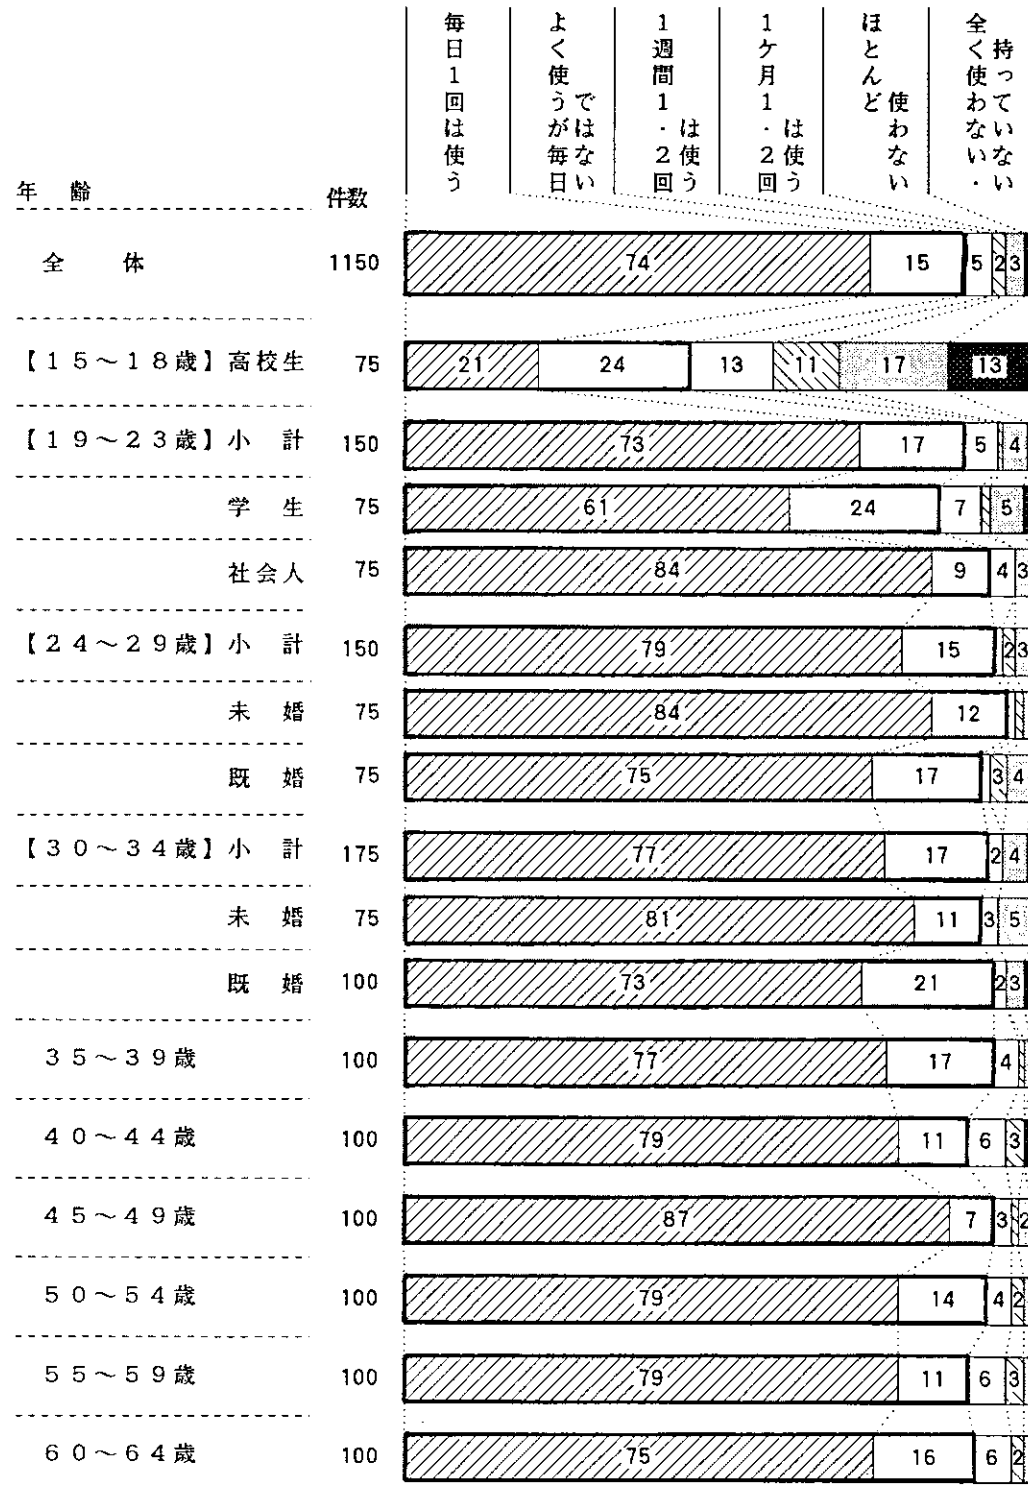 毎日1回は使う
よく使うが毎日
ではない
1週間1・2回
は使う
1ケ月1・2回
は使う
ほとんど
使わない
全く使わない・
持っていない
年　齢　件数
全　体　1150　74　15　5　2　3
【15～18歳】高校生　75　21　24　13　11　17　13
【19～23歳】小　計　150　73　17　5　4
学　生　75　61　24　7　5
社会人　75　84　9　4　3
【24～29歳】小　計　150　79　15　2　3
未　婚　75　84　12
既　婚　75　75　17　3　4
【30～34歳】小　計　175　77　17　2　4
未　婚　75　81　11　3　5
既　婚　100　73　21　2　3
35～39歳　100　77　17　4
40～44歳　100　79　11　6　3
45～49歳　100　87　7　3　2
50～54歳　100　79　14　4　2
55～59歳　100　79　11　6　3
60～64歳　100　75　16　6　2